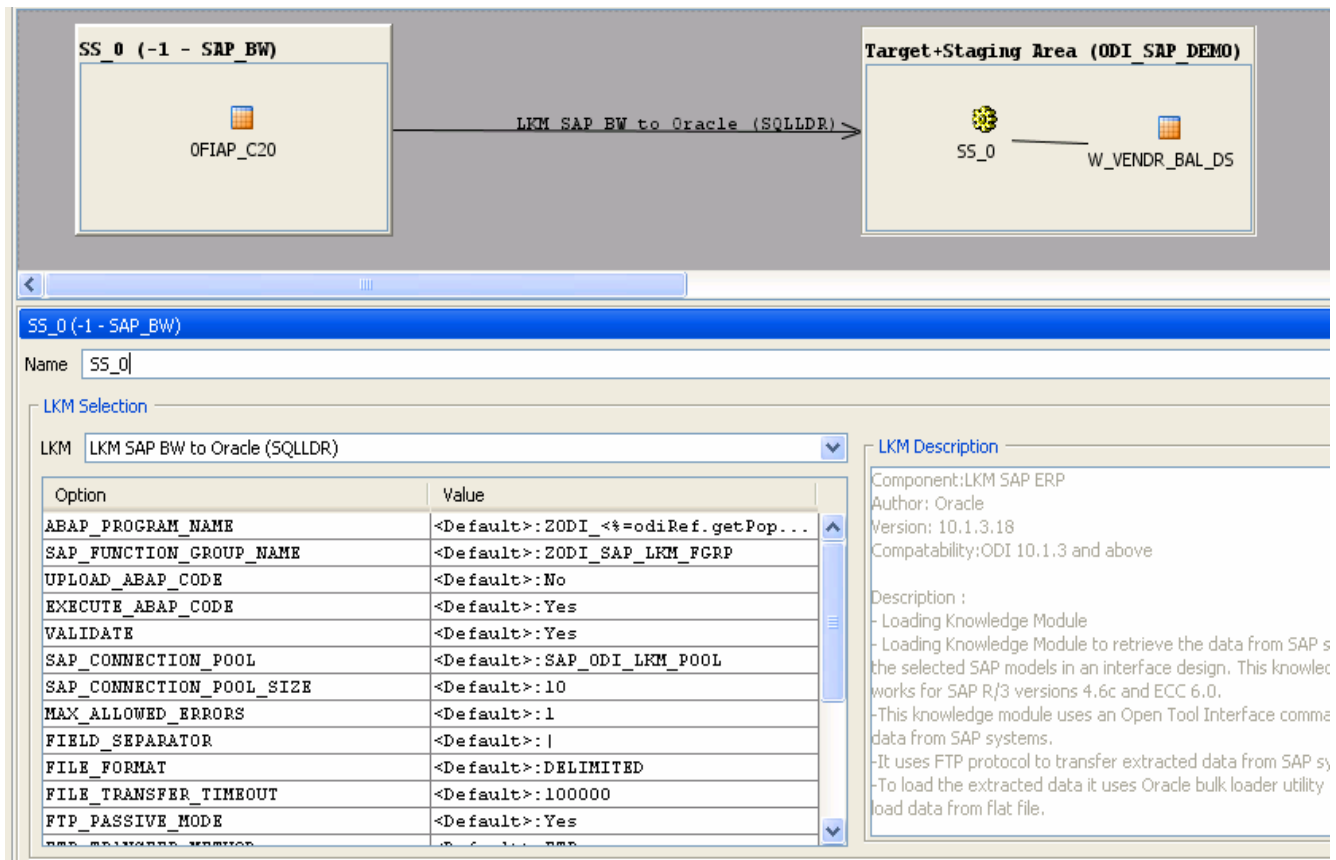 SS_0 (-1 - SAP_BW)
Target+Staging Area (ODI_SAP_DEMO)
LKM SAP BW to Oracle (SQLLDR)
0FIAP_C20
SS_0
W_VENDR_BAL_DS
SS_0 (-1 - SAP_BW)
Name SS_0
LKM Selection
LKM LKM SAP BW to Oracle (SQLLDR)
Option Value
ABAP_PROGRAM_NAME <Default>:ZODI_<%=odiRef.getPop...
SAP_FUNCTION_GROUP_NAME <Default>:ZODI_SAP_LKM_FGRP
UPLOAD_ABAP_CODE <Default>:No
EXECUTE_ABAP_CODE <Default>:Yes
VALIDATE <Default>:Yes
SAP_CONNECTION_POOL <Default>:SAP_ODI_LKM_POOL
SAP_CONNECTION_POOL_SIZE <Default>:10
MAX_ALLOWED_ERRORS <Default>:1
FIELD_SEPARATOR <Default>:|
FILE_FORMAT <Default>:DELIMITED
FILE_TRANSFER_TIMEOUT <Default>:100000
FTP_PASSIVE_MODE <Default>:Yes
LKM Description
Component:LKM SAP ERP
Author: Oracle
Version: 10.1.3.18
Compatability:ODI 10.1.3 and above
Description :
- Loading Knowledge Module
- Loading Knowledge Module to retrieve the data from SAP s
the selected SAP models in an interface design. This knowled
works for SAP R/3 versions 4.6c and ECC 6.0.
-This knowledge module uses an Open Tool Interface comma
data from SAP systems.
-It uses FTP protocol to transfer extracted data from SAP sy
-To load the extracted data it uses Oracle bulk loader utility
load data from flat file.